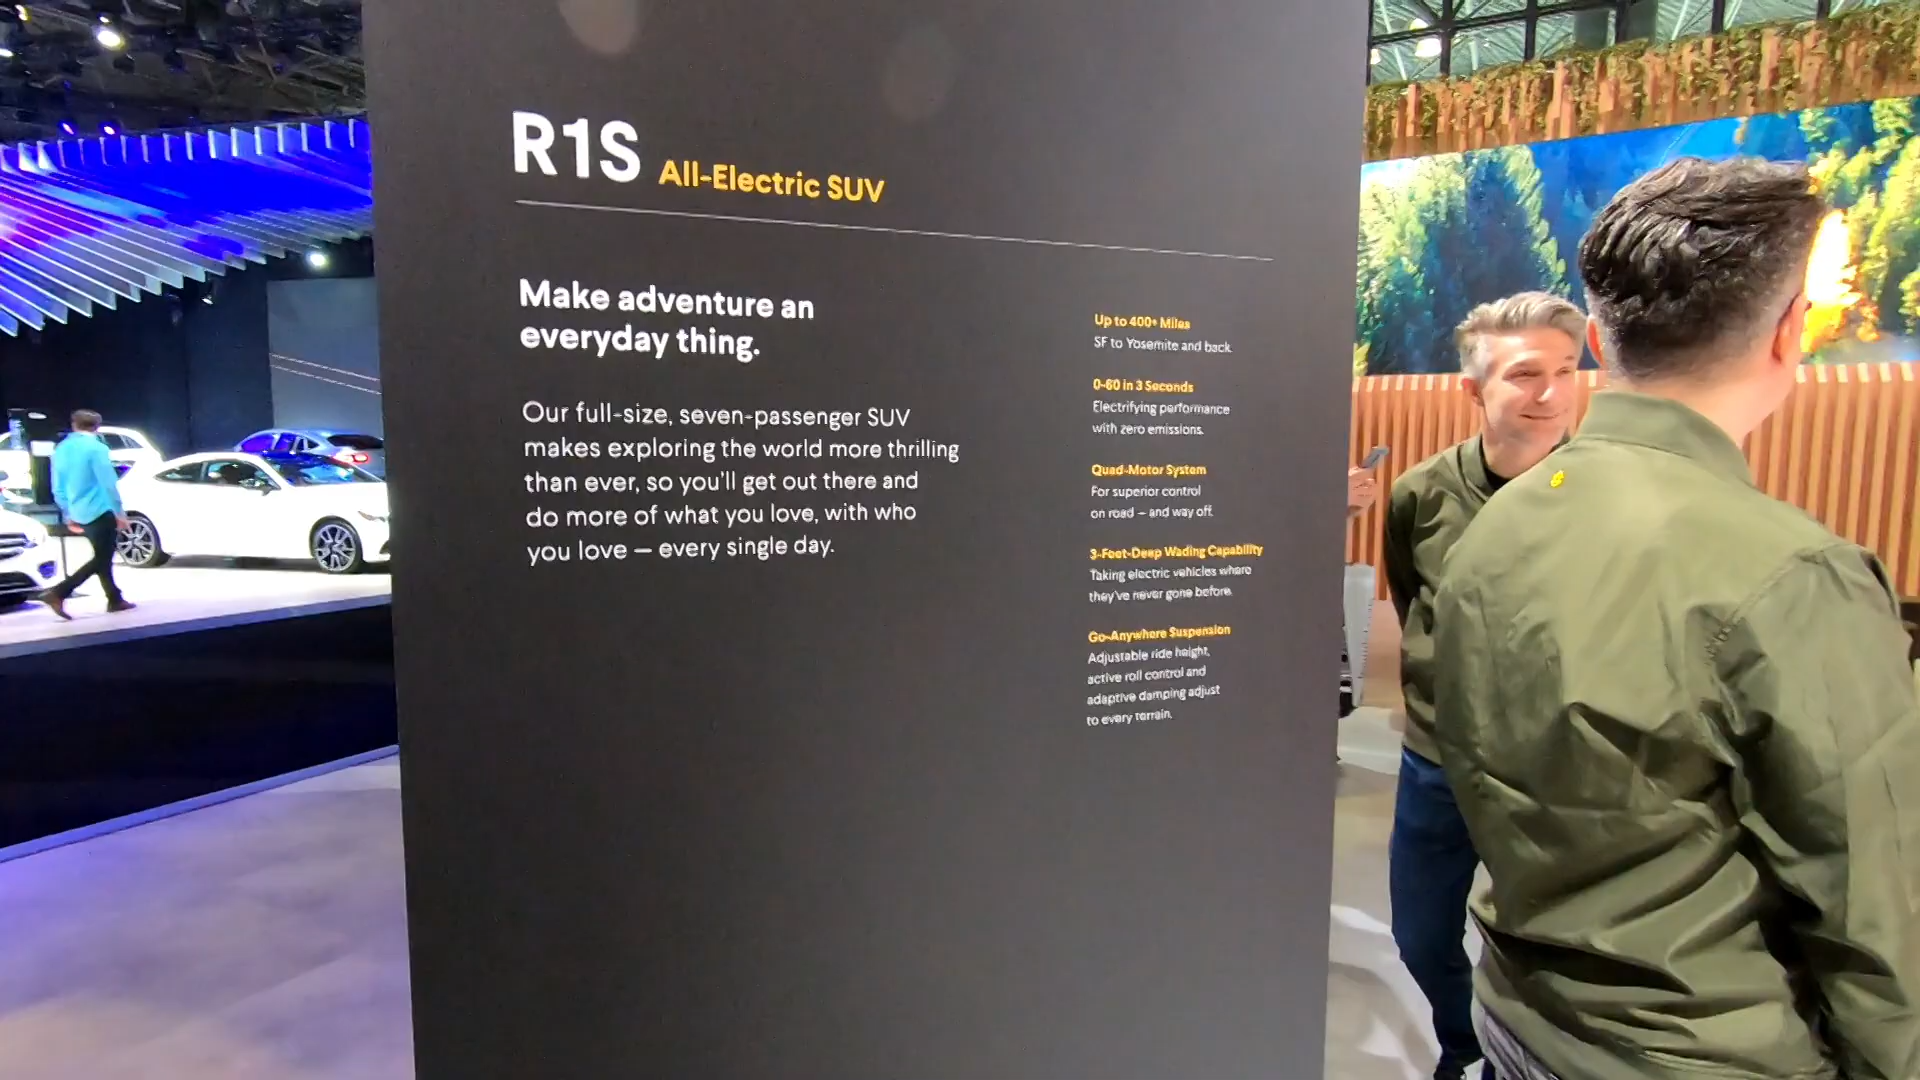 R1S All-Electric SUV
Make adventure an
everyday thing.
Our full-size, seven-passenger SUV
makes exploring the world more thrilling
than ever, so you'll get out there and
do more of what you love, with who
you love – every single day.
Up to 400+ Miles
SF to Yosemite and back.
0-60 in 3 Seconds
Electrifying performance
with zero emissions.
Quad-Motor System
For superior control
on road – and way off.
3-Feet-Deep Wading Capability
Taking electric vehicles where
they've never gone before.
Go-Anywhere Suspension
Adjustable ride height,
active roll control and
adaptive damping adjust
to every terrain.